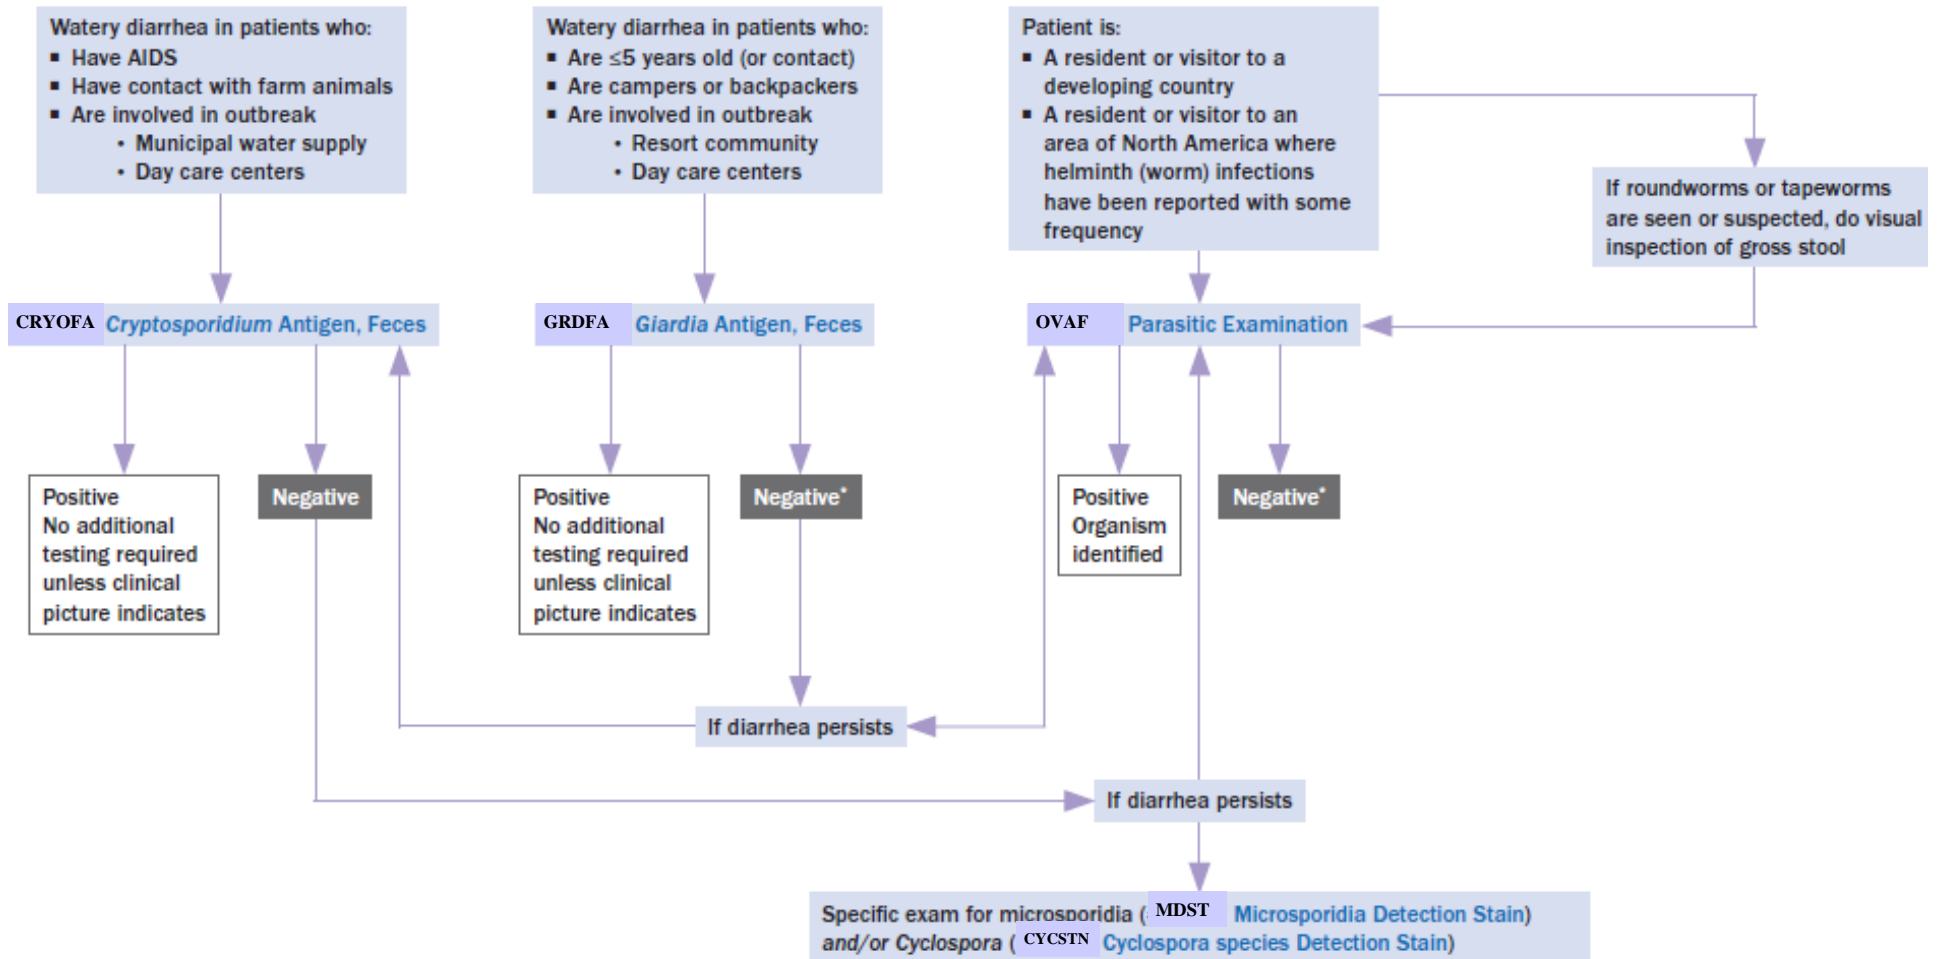 Watery diarrhea in patients who:
▪ Have AIDS
▪ Have contact with farm animals
▪ Are involved in outbreak
• Municipal water supply
• Day care centers
Watery diarrhea in patients who:
▪ Are ≤5 years old (or contact)
▪ Are campers or backpackers
▪ Are involved in outbreak
• Resort community
• Day care centers
Patient is:
▪ A resident or visitor to a
developing country
▪ A resident or visitor to an
area of North America where
helminth (worm) infections
have been reported with some
frequency
If roundworms or tapeworms
are seen or suspected, do visual
inspection of gross stool
CRYOFA Cryptosporidium Antigen, Feces
GRDFA Giardia Antigen, Feces
OVAF Parasitic Examination
Positive
No additional
testing required
unless clinical
picture indicates
Negative
Positive
No additional
testing required
unless clinical
picture indicates
Negative*
Positive
Organism
identified
Negative*
If diarrhea persists
If diarrhea persists
Specific exam for microsporidia ( MDST Microsporidia Detection Stain)
and/or Cyclospora ( CYCSTN Cyclospora species Detection Stain)